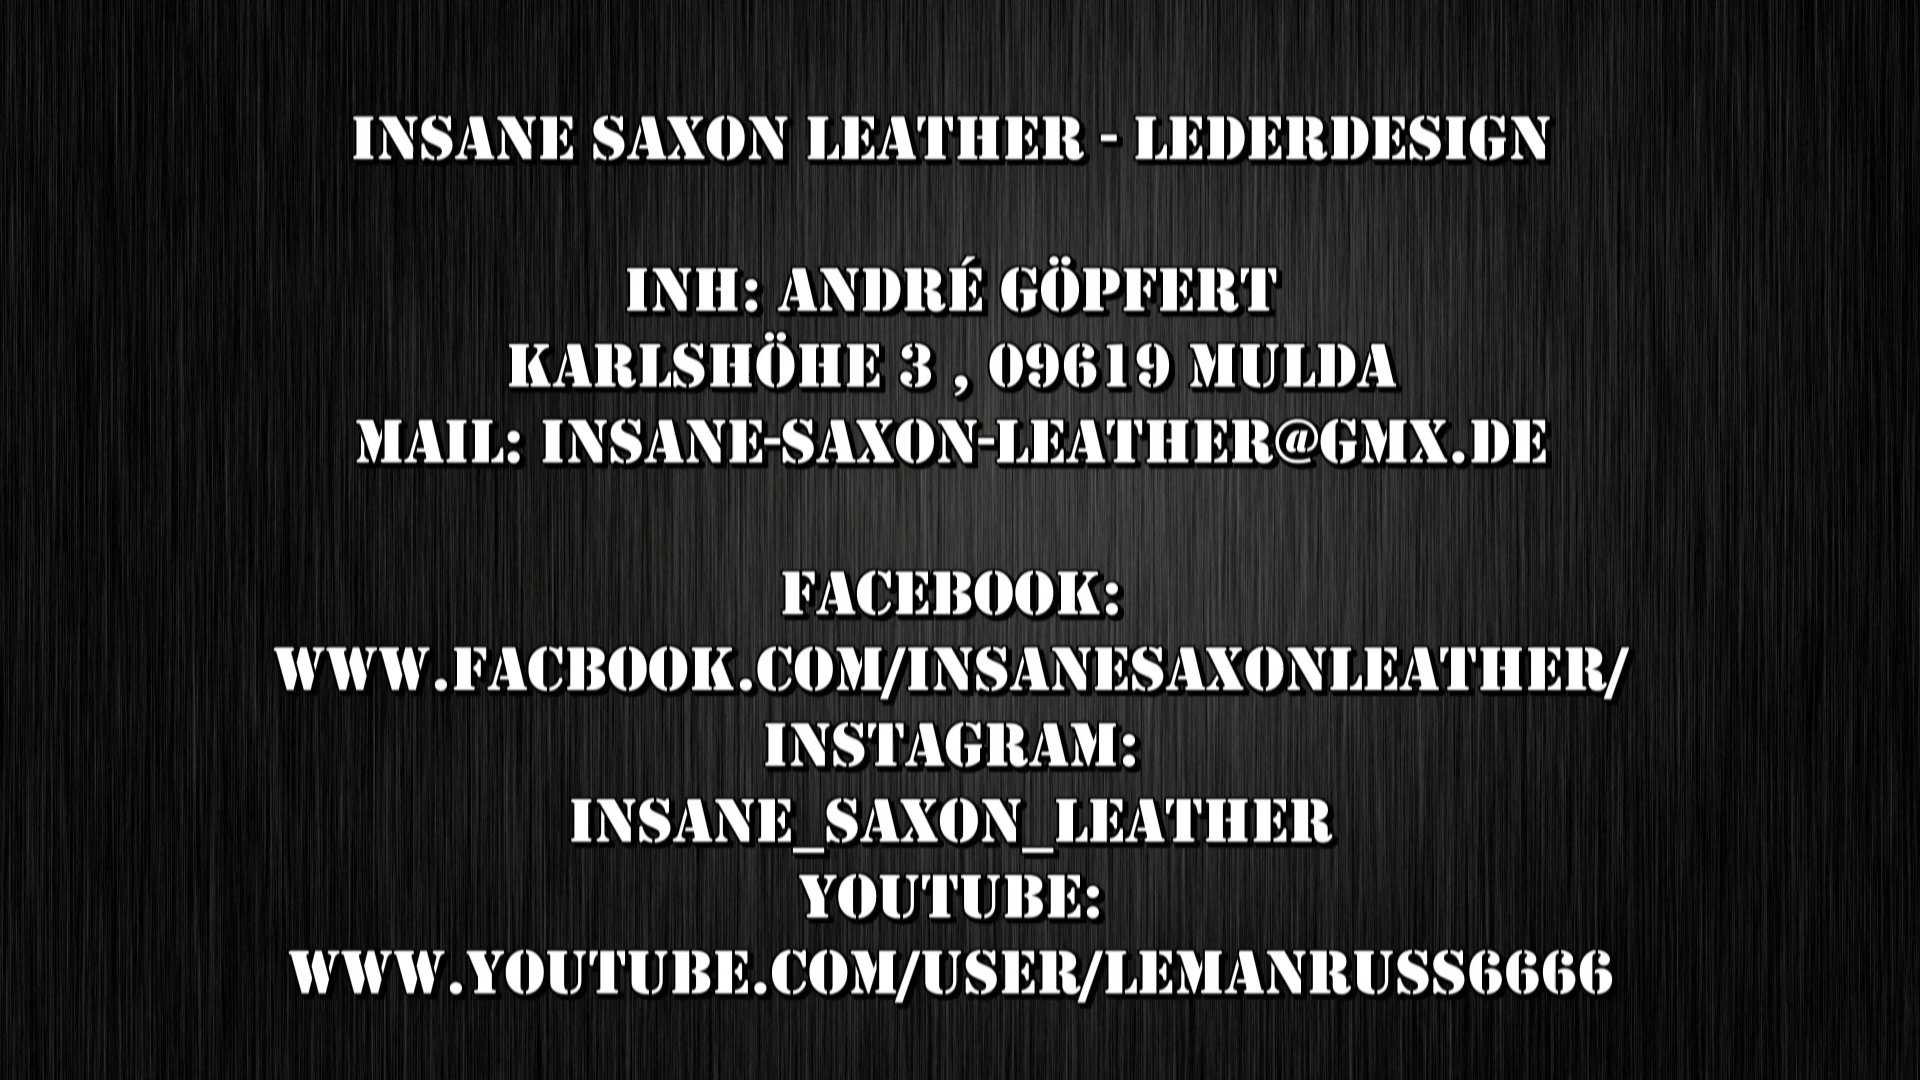 INSANE SAXON LEATHER - LEDERDESIGN
INH: ANDRÉ GÖPFERT
KARLSHÖHE 3 , 09619 MULDA
MAIL: INSANE-SAXON-LEATHER@GMX.DE
FACEBOOK:
WWW.FACBOOK.COM/INSANESAXONLEATHER/
INSTAGRAM:
INSANE_SAXON_LEATHER
YOUTUBE:
WWW.YOUTUBE.COM/USER/LEMANRUSS6666